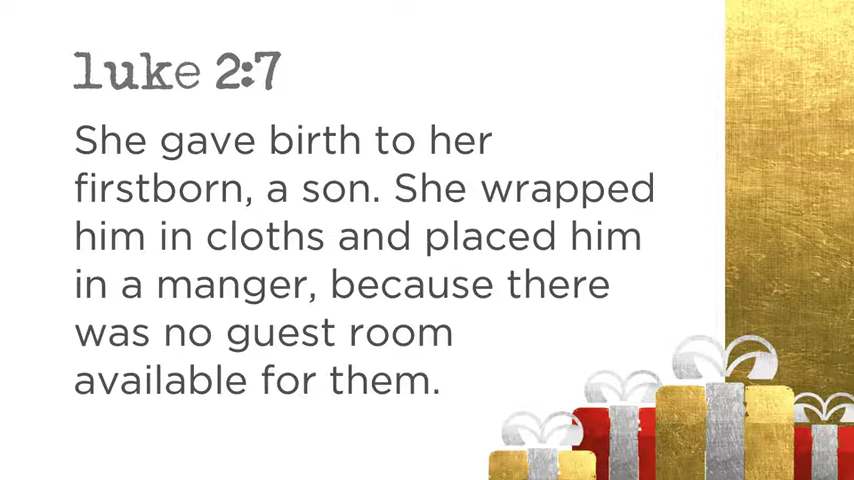 luke 2:7
She gave birth to her
firstborn, a son. She wrapped
him in cloths and placed him
in a manger, because there
was no guest room
available for them.